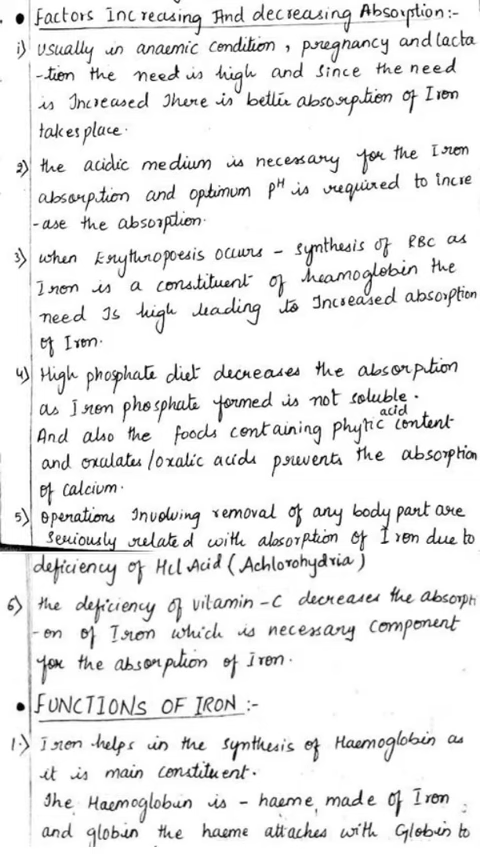 • Factors Increasing And decreasing Absorption:-
i) Usually in anaemic condition, pregnancy and lacta
-tion the need is high and Since the need
is Increased There is better absorption of Iron
takes place.
2) the acidic medium is necessary for the Iron
absorption and optimum pH is required to incre
-ase the absorption.
3) when Erythropoesis occurs - Synthesis of RBC as
Iron is a constituent of heamoglobin the
need Is high leading to Increased absorption
of Iron.
4) High phosphate diet decreases the absorption
as Iron phosphate formed is not soluble.
And also the foods containing phytic acid content
and oxulates/oxalic acids prevents the absorption
of calcium.
5) Operations Involving removal of any body part are
Seriously related with absorption of Iron due to
deficiency of Hcl Acid (Achlorohydria)
6) the deficiency of vitamin-C decreases the absorpti
-on of Iron which is necessary component
for the absorption of Iron.
• FUNCTIONS OF IRON :-
1.) Iron helps in the synthesis of Haemoglobin as
it is main constituent.
The Haemoglobin is - haeme, made of Iron
and globin the haeme attaches with Globin to